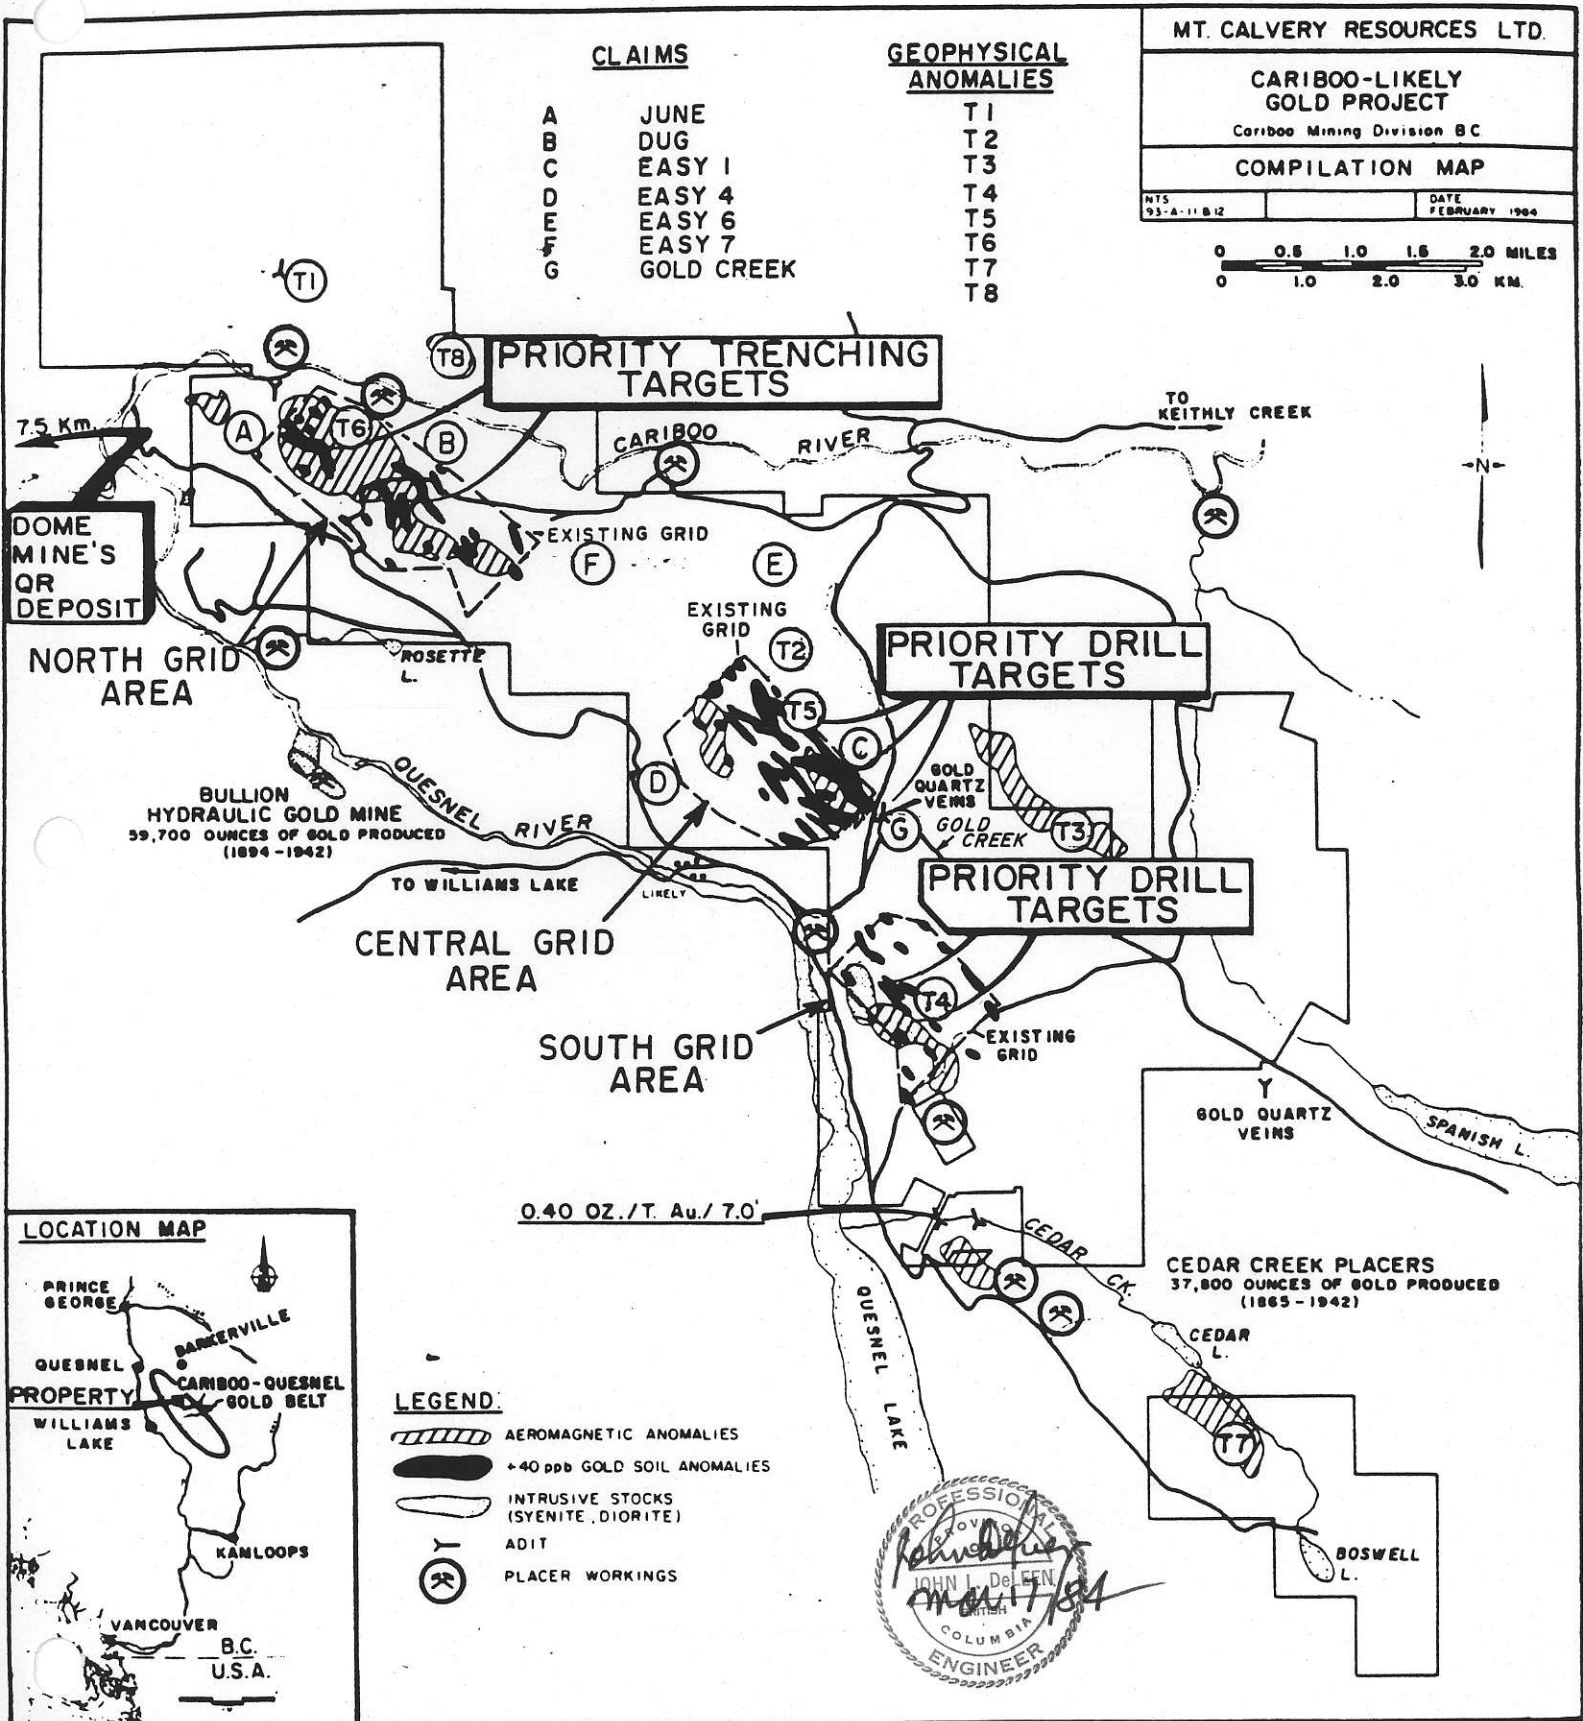 MT. CALVERY RESOURCES LTD.
CARIBOO-LIKELY
GOLD PROJECT
Cariboo Mining Division BC
COMPILATION MAP
NTS
93-A-11 & 12
DATE
FEBRUARY 1984
0 0.5 1.0 1.5 2.0 MILES
0 1.0 2.0 3.0 KM.
CLAIMS
A JUNE
B DUG
C EASY 1
D EASY 4
E EASY 6
F EASY 7
G GOLD CREEK
GEOPHYSICAL
ANOMALIES
T1
T2
T3
T4
T5
T6
T7
T8
T1
T8
PRIORITY TRENCHING
TARGETS
TO
KEITHLY CREEK
7.5 Km.
A
T6
B
CARIBOO RIVER
N
DOME
MINE'S
QR
DEPOSIT
EXISTING GRID
F
E
EXISTING
GRID
T2
PRIORITY DRILL
TARGETS
NORTH GRID
AREA
ROSETTE
L.
T5
C
D
GOLD
QUARTZ
VEINS
G
GOLD
CREEK
T3
BULLION
HYDRAULIC GOLD MINE
59,700 OUNCES OF GOLD PRODUCED
(1894-1942)
QUESNEL RIVER
TO WILLIAMS LAKE
LIKELY
PRIORITY DRILL
TARGETS
CENTRAL GRID
AREA
T4
SOUTH GRID
AREA
EXISTING
GRID
Y
GOLD QUARTZ
VEINS
SPANISH L.
0.40 OZ./T. Au./7.0'
CEDAR CK.
CEDAR CREEK PLACERS
37,800 OUNCES OF GOLD PRODUCED
(1865-1942)
CEDAR
L.
QUESNEL LAKE
T7
BOSWELL
L.
LOCATION MAP
PRINCE
GEORGE
BARKERVILLE
QUESNEL
CARIBOO-QUESNEL
GOLD BELT
PROPERTY
WILLIAMS
LAKE
KAMLOOPS
VANCOUVER
B.C.
U.S.A.
LEGEND:
AEROMAGNETIC ANOMALIES
+40 ppb GOLD SOIL ANOMALIES
INTRUSIVE STOCKS
(SYENITE, DIORITE)
ADIT
PLACER WORKINGS
PROFESSIONAL
PROVINCE
OF
JOHN L. DeLEEN
Mar 17/84
BRITISH
COLUMBIA
ENGINEER